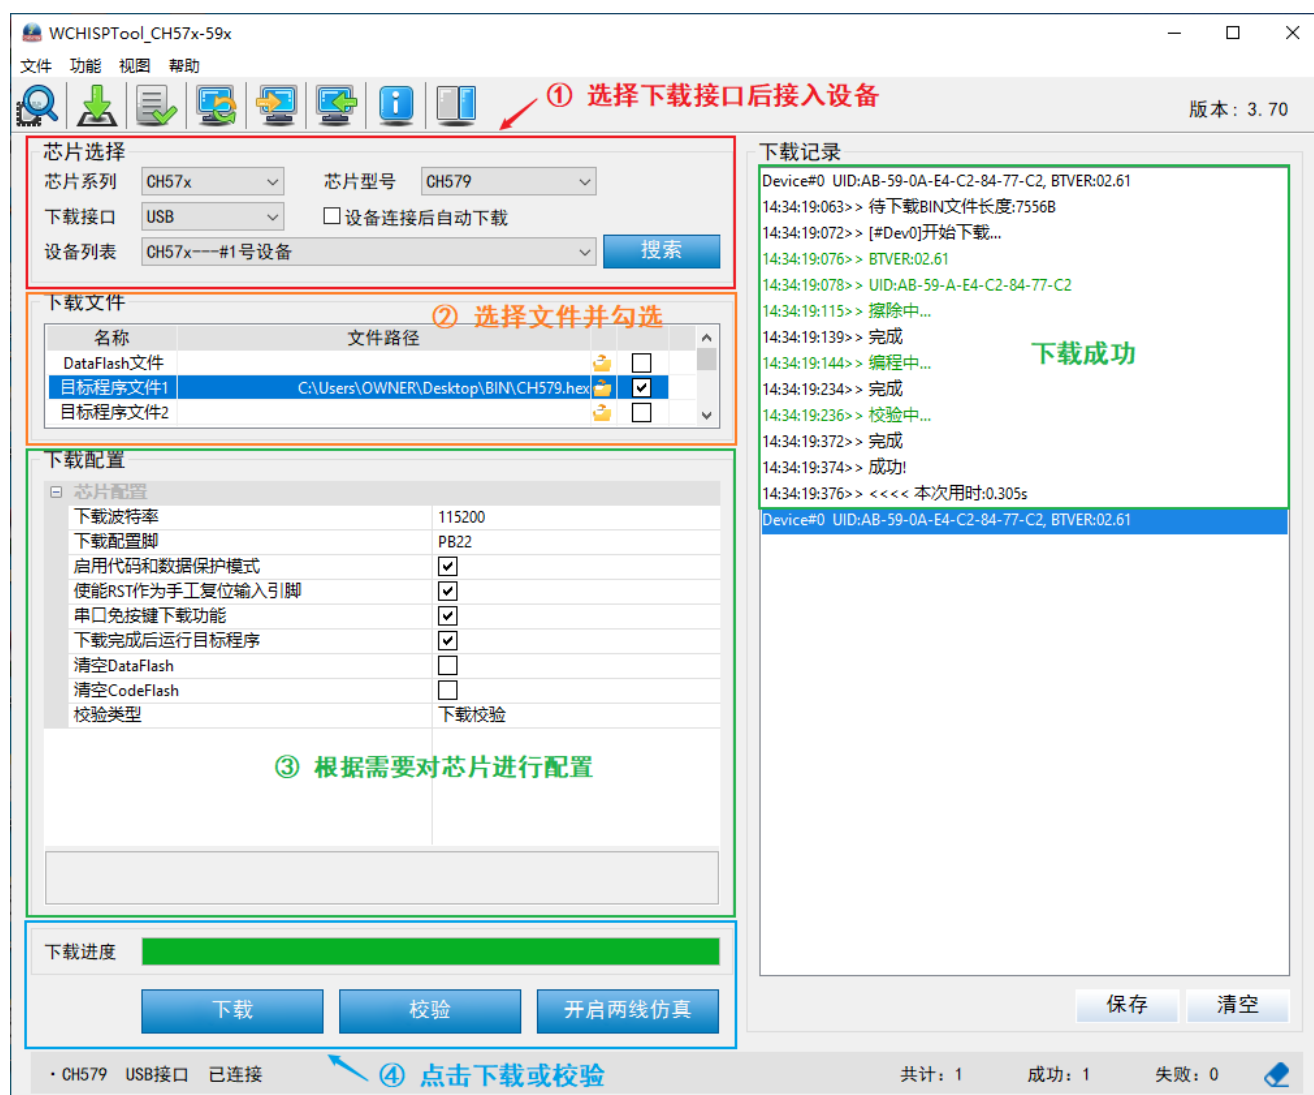 WCHISPTool_CH57x-59x
文件 功能 视图 帮助
① 选择下载接口后接入设备
版本: 3.70
芯片选择
芯片系列 CH57x 芯片型号 CH579
下载接口 USB 设备连接后自动下载
设备列表 CH57x---#1号设备 搜索
下载文件
② 选择文件并勾选
名称 文件路径
DataFlash文件
目标程序文件1 C:\Users\OWNER\Desktop\BIN\CH579.hex
目标程序文件2
下载配置
芯片配置
下载波特率 115200
下载配置脚 PB22
启用代码和数据保护模式
使能RST作为手工复位输入引脚
串口免按键下载功能
下载完成后运行目标程序
清空DataFlash
清空CodeFlash
校验类型 下载校验
③ 根据需要对芯片进行配置
下载进度
下载 校验 开启两线仿真
④ 点击下载或校验
下载记录
Device#0 UID:AB-59-0A-E4-C2-84-77-C2, BTVER:02.61
14:34:19:063>> 待下载BIN文件长度:7556B
14:34:19:072>> [#Dev0]开始下载...
14:34:19:076>> BTVER:02.61
14:34:19:078>> UID:AB-59-A-E4-C2-84-77-C2
14:34:19:115>> 擦除中...
14:34:19:139>> 完成
14:34:19:144>> 编程中...
14:34:19:234>> 完成
14:34:19:236>> 校验中...
14:34:19:372>> 完成
14:34:19:374>> 成功!
14:34:19:376>> <<<< 本次用时:0.305s
下载成功
Device#0 UID:AB-59-0A-E4-C2-84-77-C2, BTVER:02.61
保存 清空
·CH579 USB接口 已连接
共计: 1 成功: 1 失败: 0